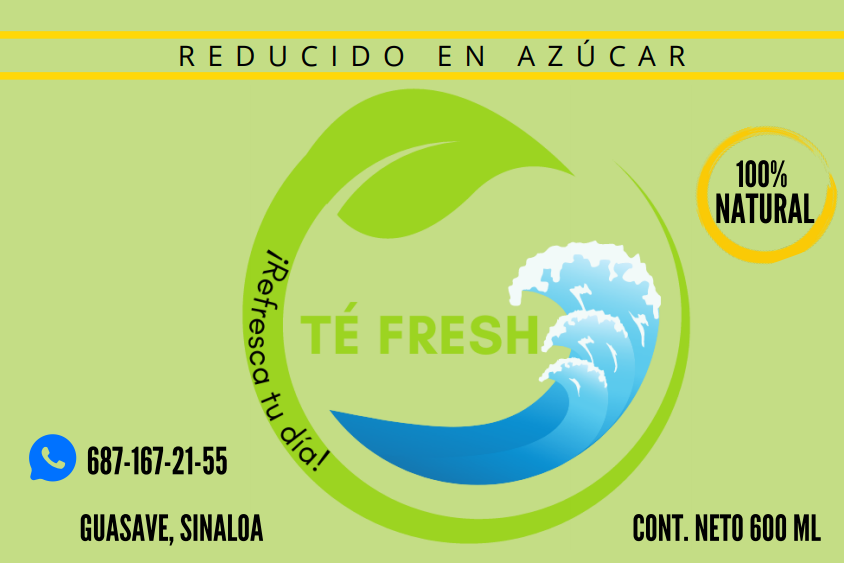 REDUCIDO EN AZÚCAR
100%
NATURAL
¡Refresca tu día!
TÉ FRESH
687-167-21-55
GUASAVE, SINALOA
CONT. NETO 600 ML